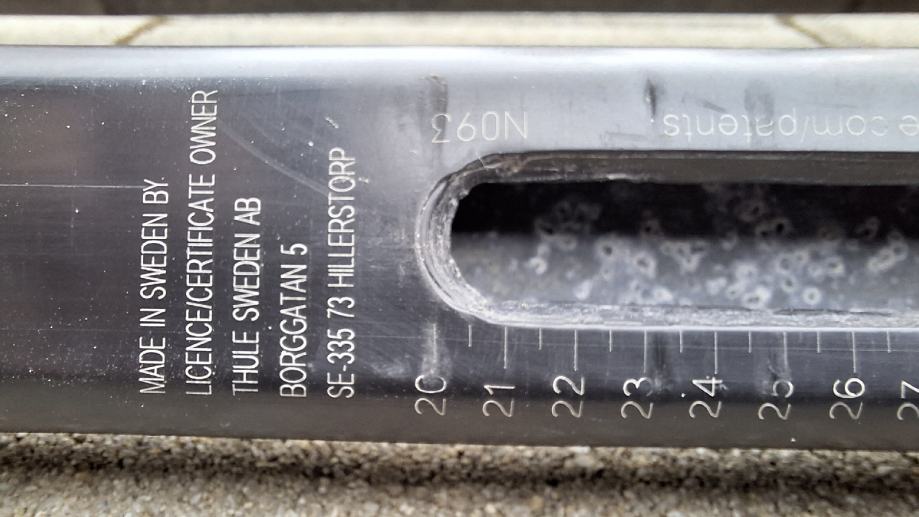 MADE IN SWEDEN BY
LICENCE/CERTIFICATE OWNER
THULE SWEDEN AB
BORGGATAN 5
SE-335 73 HILLERSTORP
N093
e com/patents
20 21 22 23 24 25 26 27